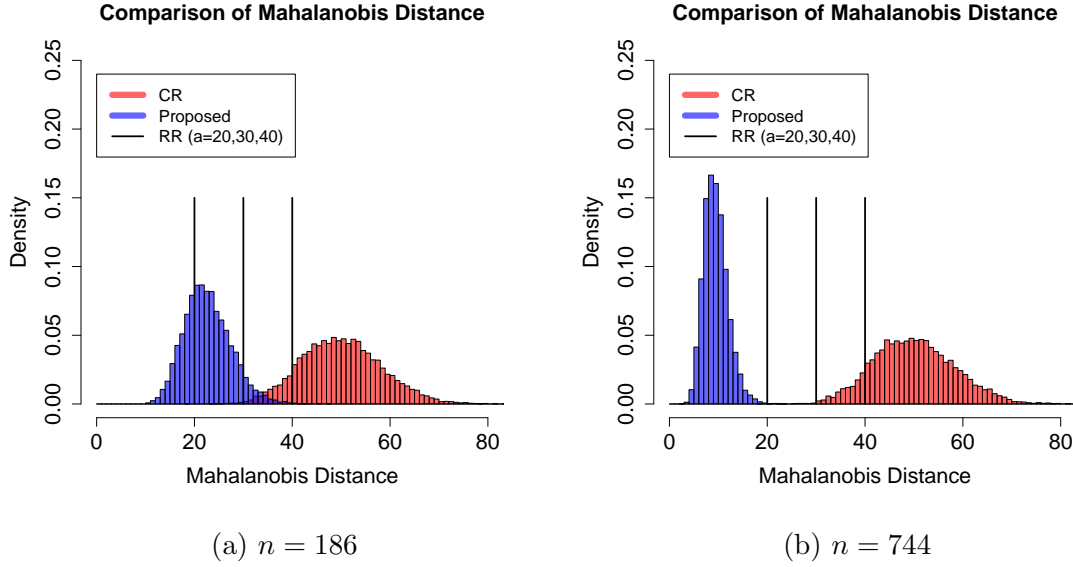 Comparison of Mahalanobis Distance
0.25
0.20
0.15
0.10
0.05
0.00
Density
CR
Proposed
RR (a=20,30,40)
0 20 40 60 80
Mahalanobis Distance
(a) n = 186
Comparison of Mahalanobis Distance
0.25
0.20
0.15
0.10
0.05
0.00
Density
CR
Proposed
RR (a=20,30,40)
0 20 40 60 80
Mahalanobis Distance
(b) n = 744